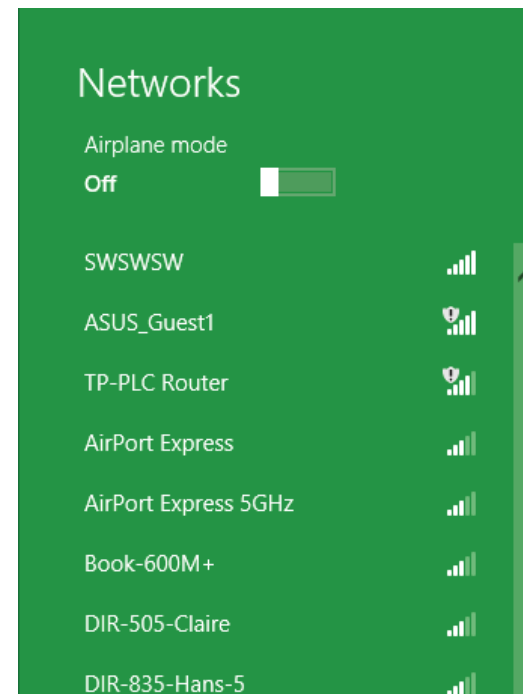 Networks
Airplane mode
Off
SWSWSW
ASUS_Guest1
TP-PLC Router
AirPort Express
AirPort Express 5GHz
Book-600M+
DIR-505-Claire
DIR-835-Hans-5